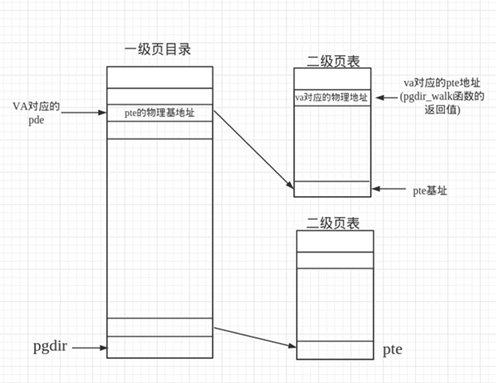 一级页目录
二级页表
VA对应的
pde
pte的物理基地址
va对应的物理地址
va对应的pte地址
(pgdir_walk函数的
返回值)
pte基址
二级页表
pgdir
pte